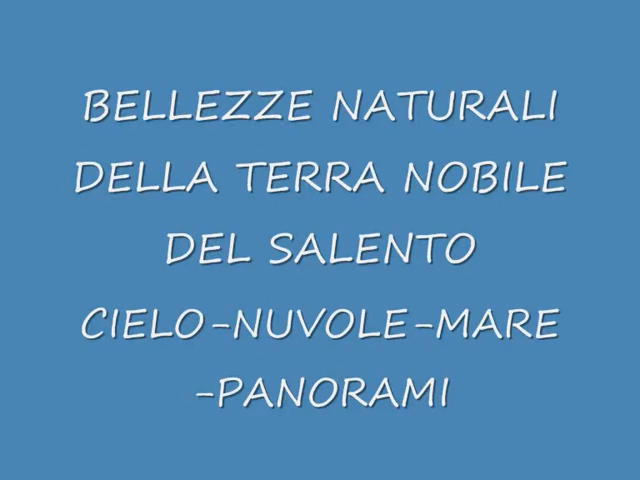 BELLEZZE NATURALI
DELLA TERRA NOBILE
DEL SALENTO
CIELO-NUVOLE-MARE
-PANORAMI